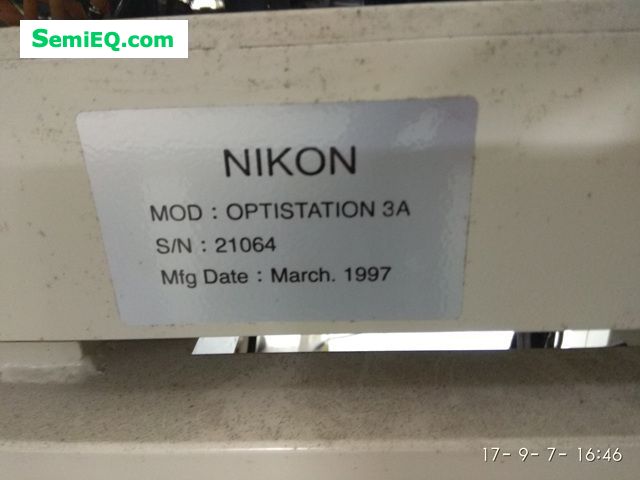 SemiEQ.com
NIKON
MOD : OPTISTATION 3A
S/N : 21064
Mfg Date : March. 1997
17- 9- 7- 16:46